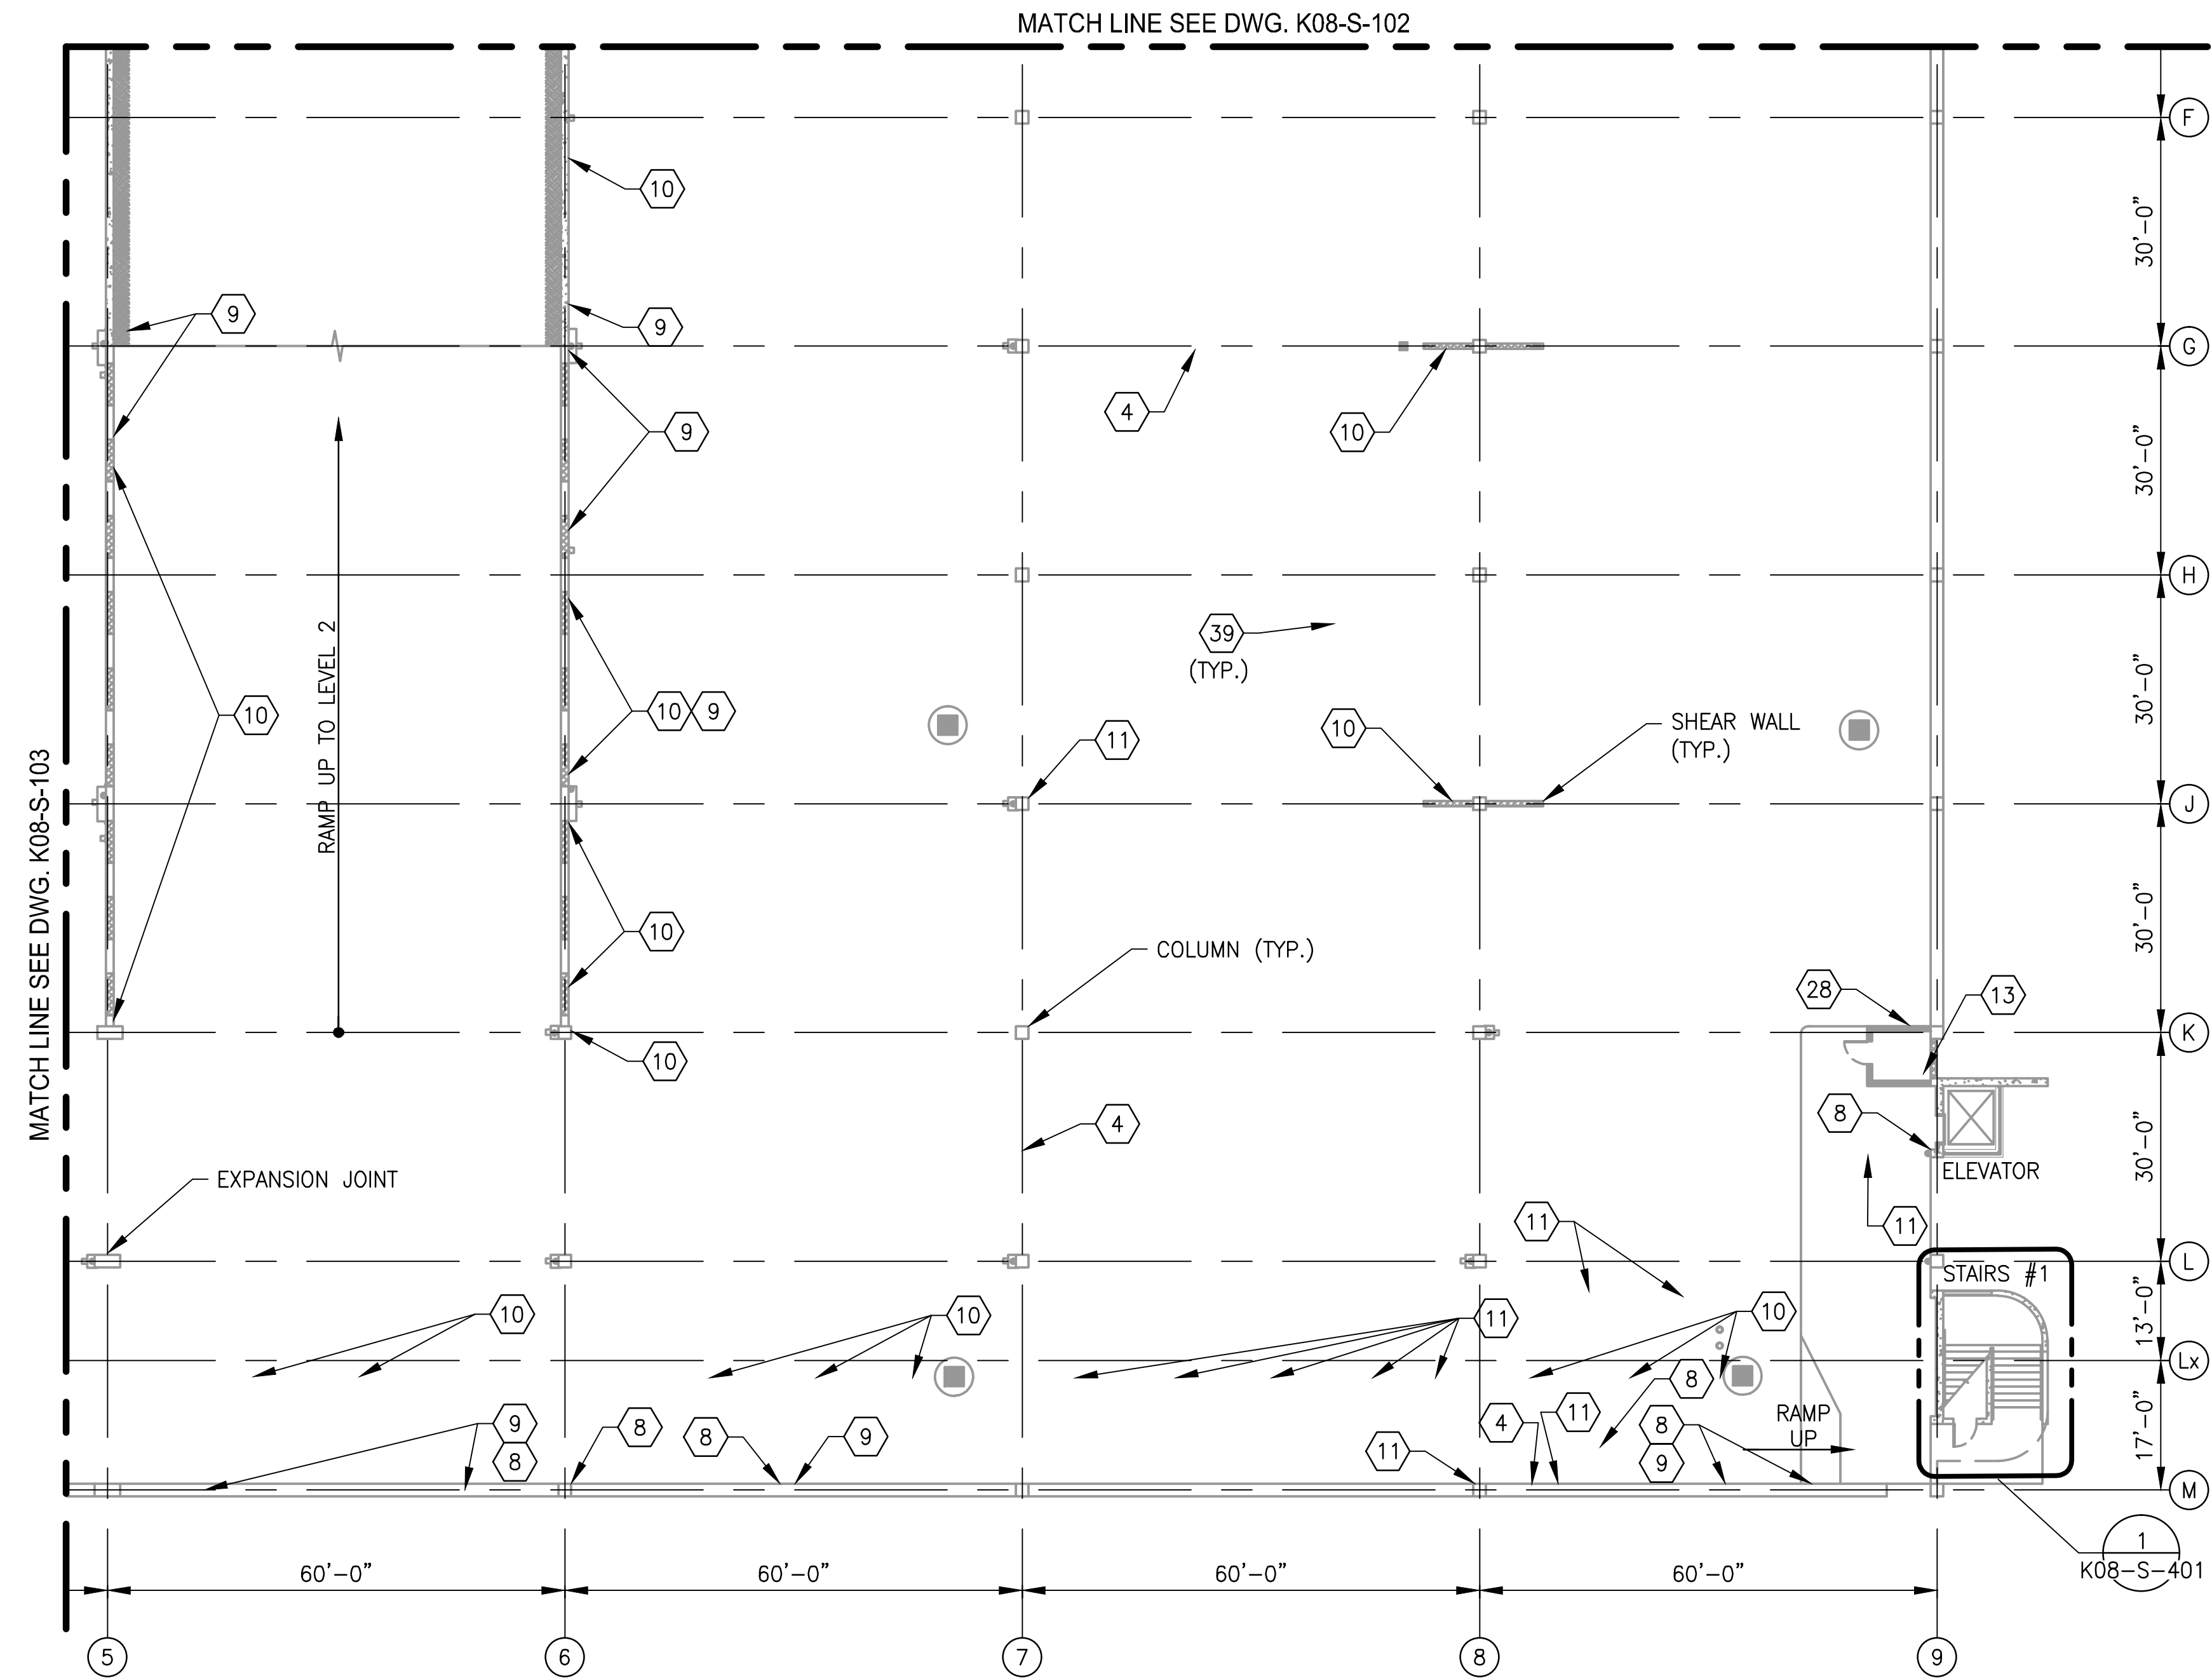 MATCH LINE SEE DWG. K08-S-102
F
10
30'-0"
9
9
G
4
10
9
30'-0"
H
39
(TYP.)
RAMP UP TO LEVEL 2
10
10
9
11
10
SHEAR WALL
(TYP.)
30'-0"
MATCH LINE SEE DWG. K08-S-103
J
10
COLUMN (TYP.)
30'-0"
28
13
K
10
4
8
30'-0"
EXPANSION JOINT
ELEVATOR
11
11
L
STAIRS #1
10
10
11
10
13'-0"
Lx
8
9
8
8
8
9
11
4
11
8
9
RAMP
UP
17'-0"
M
1
K08-S-401
60'-0"
60'-0"
60'-0"
60'-0"
5
6
7
8
9